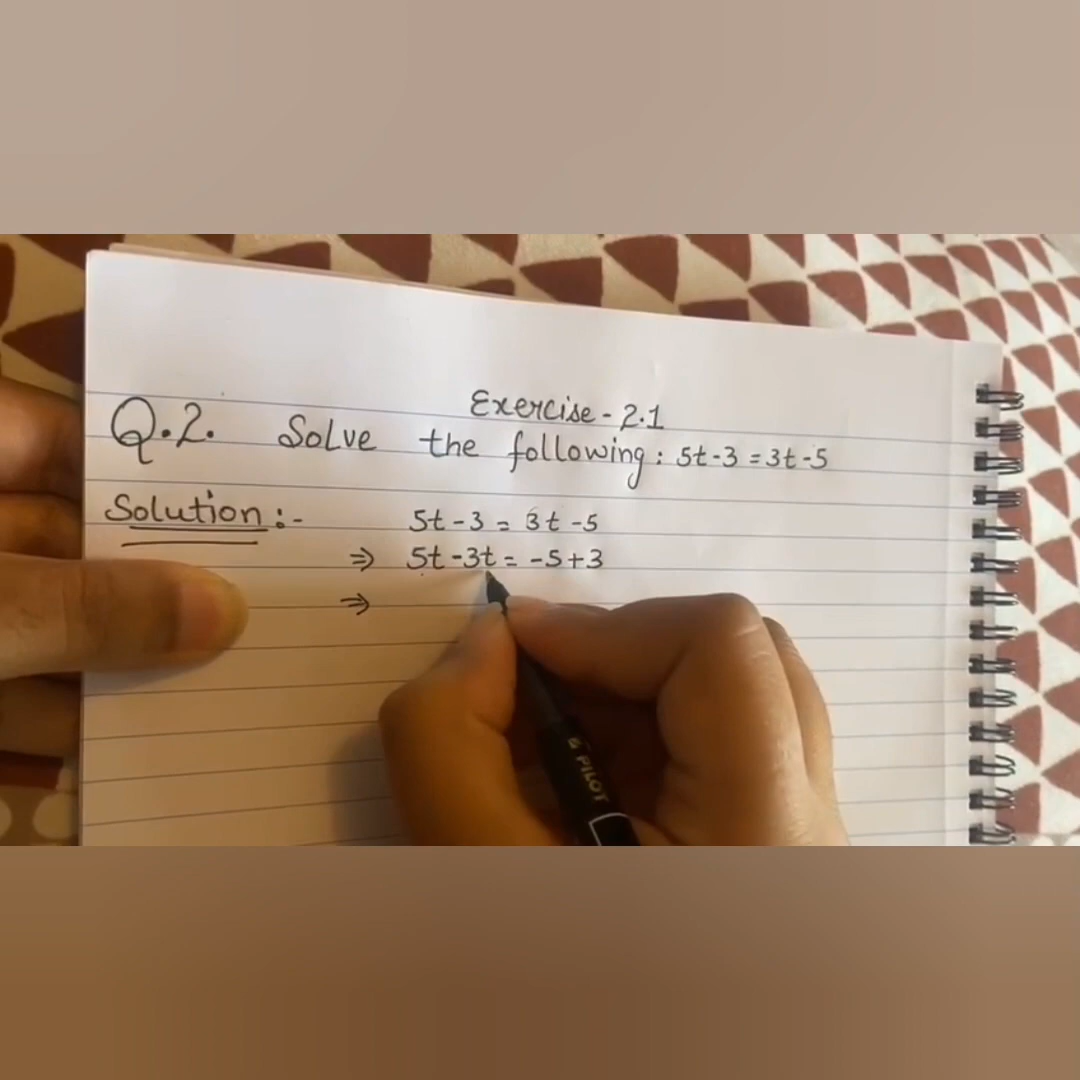 Exercise - 2.1
Q.2. Solve the following : 5t-3 = 3t-5
Solution :- 5t - 3 = 3t - 5
⇒ 5t - 3t = -5+3
⇒
PILOT